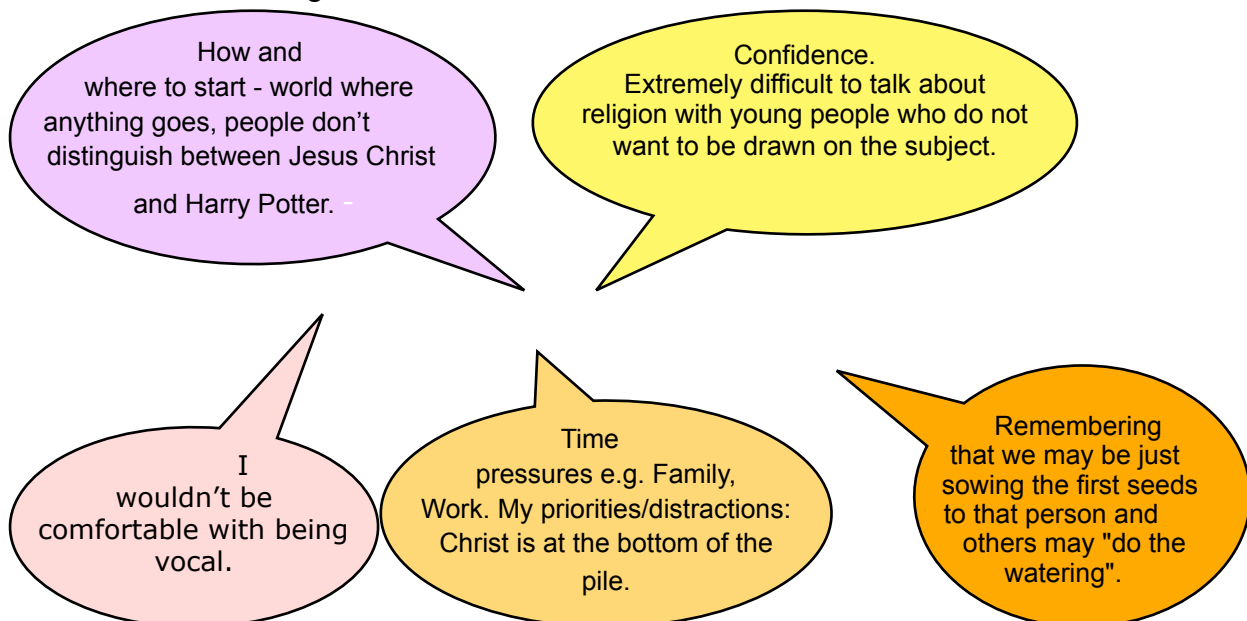 How and
where to start - world where
anything goes, people don't
distinguish between Jesus Christ
and Harry Potter. -
Confidence.
Extremely difficult to talk about
religion with young people who do not
want to be drawn on the subject.
I
wouldn't be
comfortable with being
vocal.
Time
pressures e.g. Family,
Work. My priorities/distractions:
Christ is at the bottom of the
pile.
Remembering
that we may be just
sowing the first seeds
to that person and
others may "do the
watering".